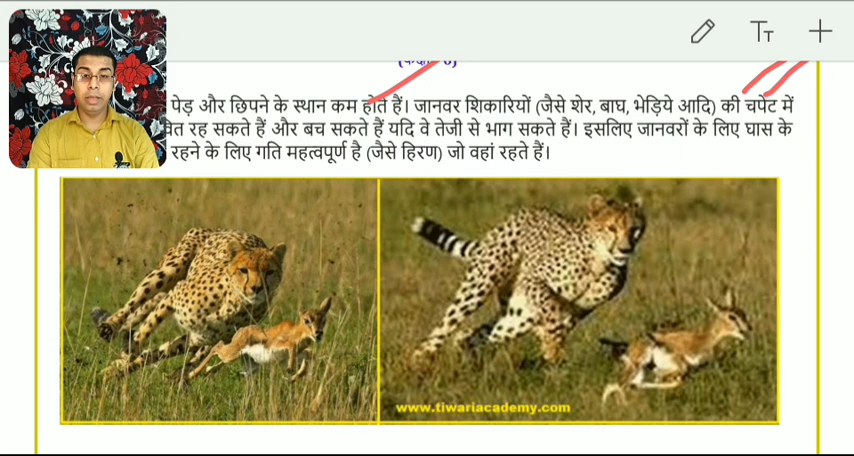 पेड़ और छिपने के स्थान कम होते हैं। जानवर शिकारियों (जैसे शेर, बाघ, भेड़िये आदि) की चपेट में
रह सकते हैं और बच सकते हैं यदि वे तेजी से भाग सकते हैं। इसलिए जानवरों के लिए घास के
रहने के लिए गति महत्वपूर्ण है (जैसे हिरण) जो वहां रहते हैं।
www.tiwariacademy.com